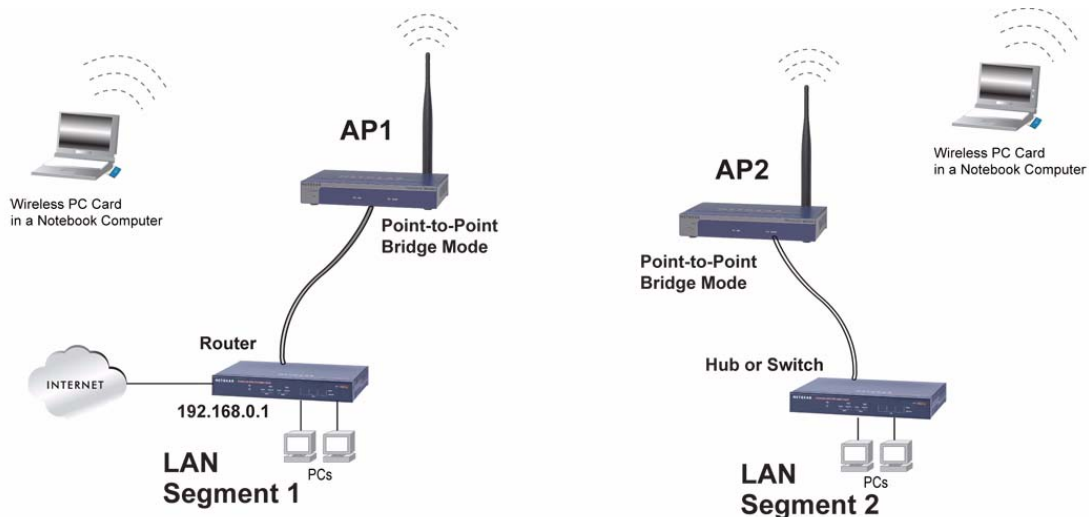 AP1
AP2
Wireless PC Card
in a Notebook Computer
Wireless PC Card
in a Notebook Computer
Point-to-Point
Bridge Mode
Point-to-Point
Bridge Mode
Router
Hub or Switch
INTERNET
NETGEAR
NETGEAR
192.168.0.1
PCs
PCs
LAN
Segment 1
LAN
Segment 2